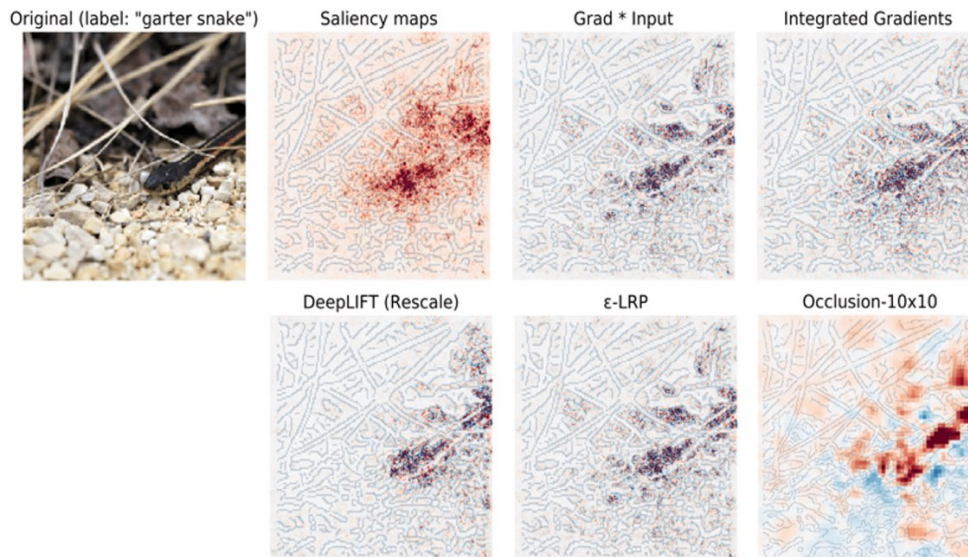 Original (label: "garter snake")
Saliency maps
Grad * Input
Integrated Gradients
DeepLIFT (Rescale)
ε-LRP
Occlusion-10x10